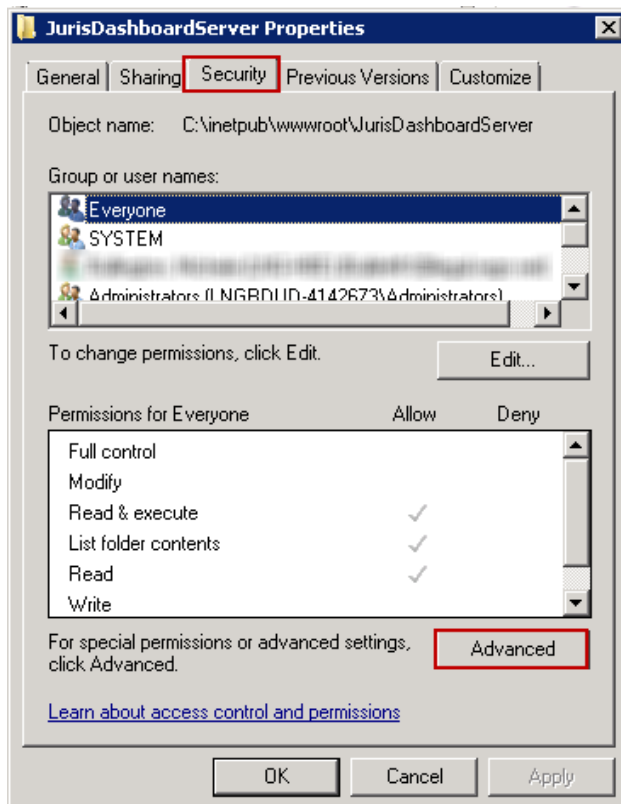 JurisDashboardServer Properties
General Sharing Security Previous Versions Customize
Object name: C:\inetpub\wwwroot\JurisDashboardServer
Group or user names:
Everyone
SYSTEM
Administrators (LNGBDUD-4142673\Administrators)
To change permissions, click Edit.
Edit...
Permissions for Everyone Allow Deny
Full control
Modify
Read & execute
List folder contents
Read
Write
For special permissions or advanced settings,
click Advanced.
Advanced
Learn about access control and permissions
OK Cancel Apply